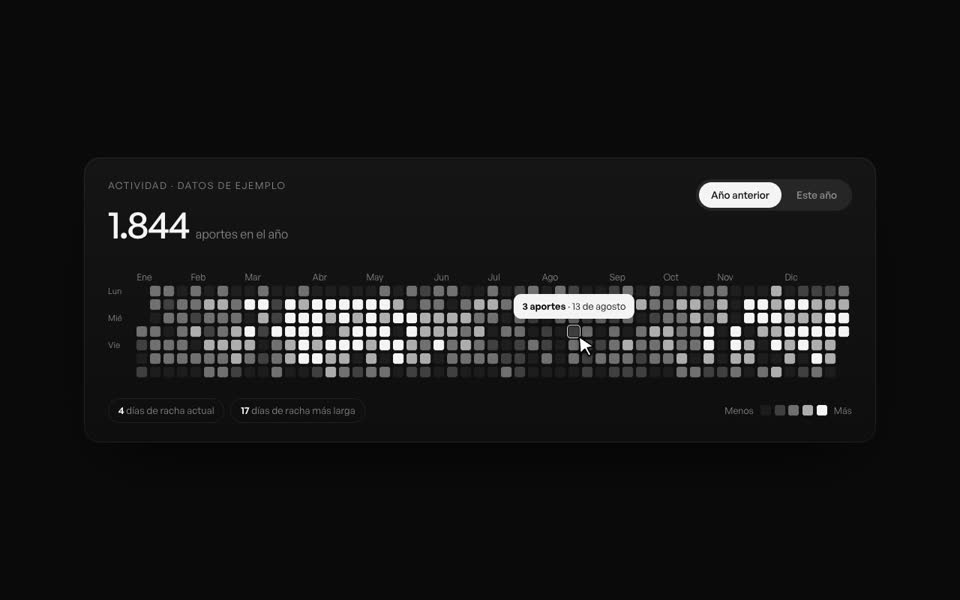 ACTIVIDAD · DATOS DE EJEMPLO
1.844 aportes en el año
Año anterior
Este año
Ene Feb Mar Abr May Jun Jul Ago Sep Oct Nov Dic
Lun
3 aportes · 13 de agosto
Mié
Vie
4 días de racha actual
17 días de racha más larga
Menos
Más